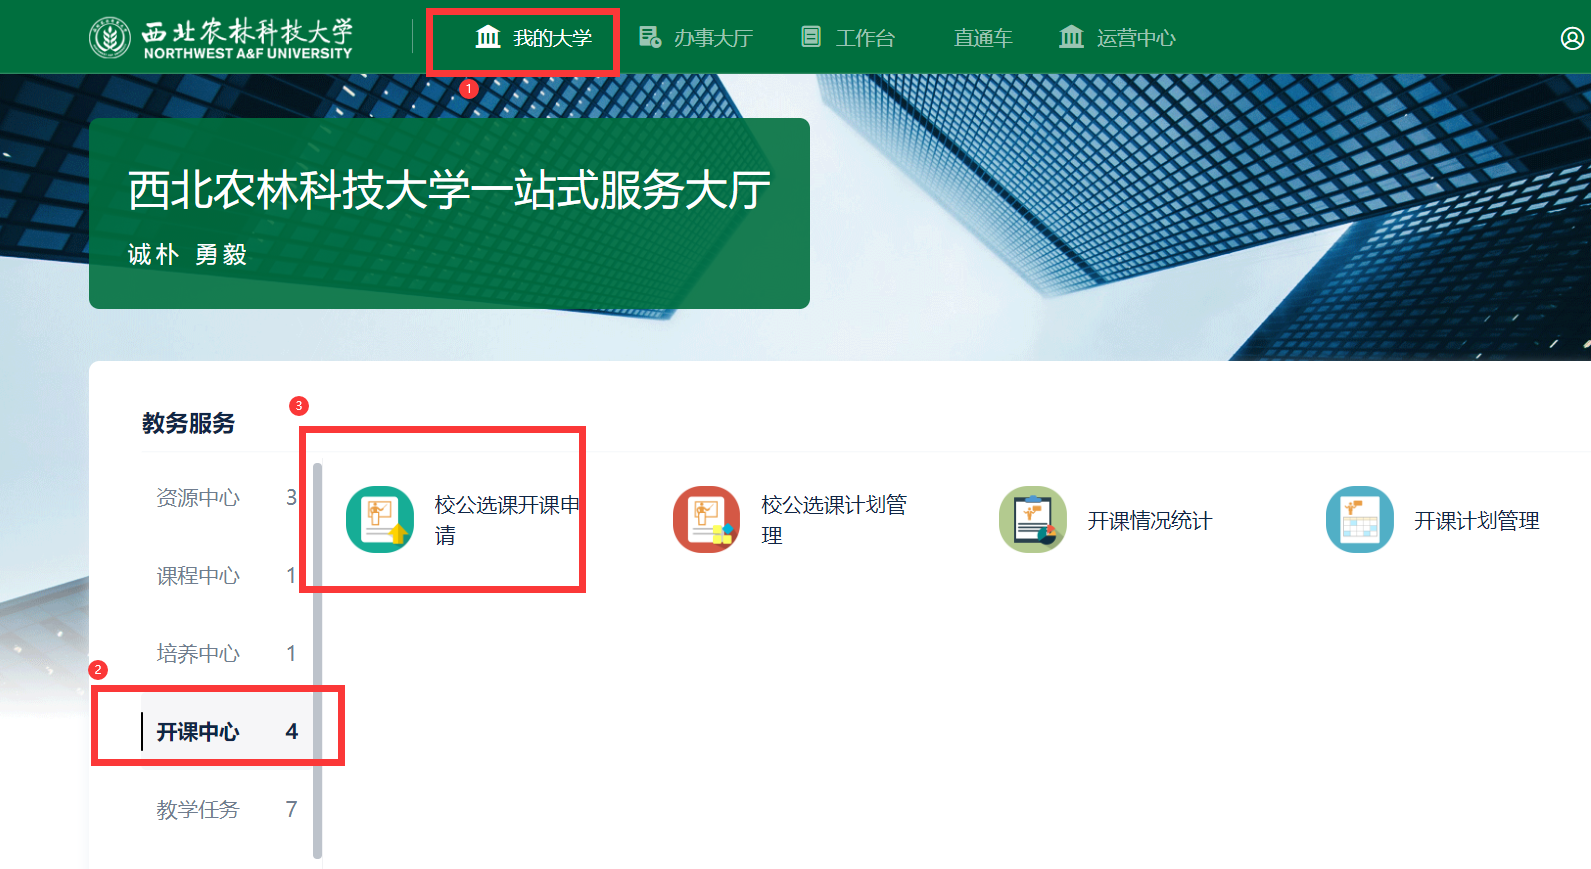 西北农林科技大学
NORTHWEST A&F UNIVERSITY
我的大学
办事大厅
工作台
直通车
运营中心
1
西北农林科技大学一站式服务大厅
诚朴 勇毅
教务服务
3
资源中心 3
课程中心 1
培养中心 1
2
开课中心 4
教学任务 7
校公选课开课申
请
校公选课计划管
理
开课情况统计
开课计划管理